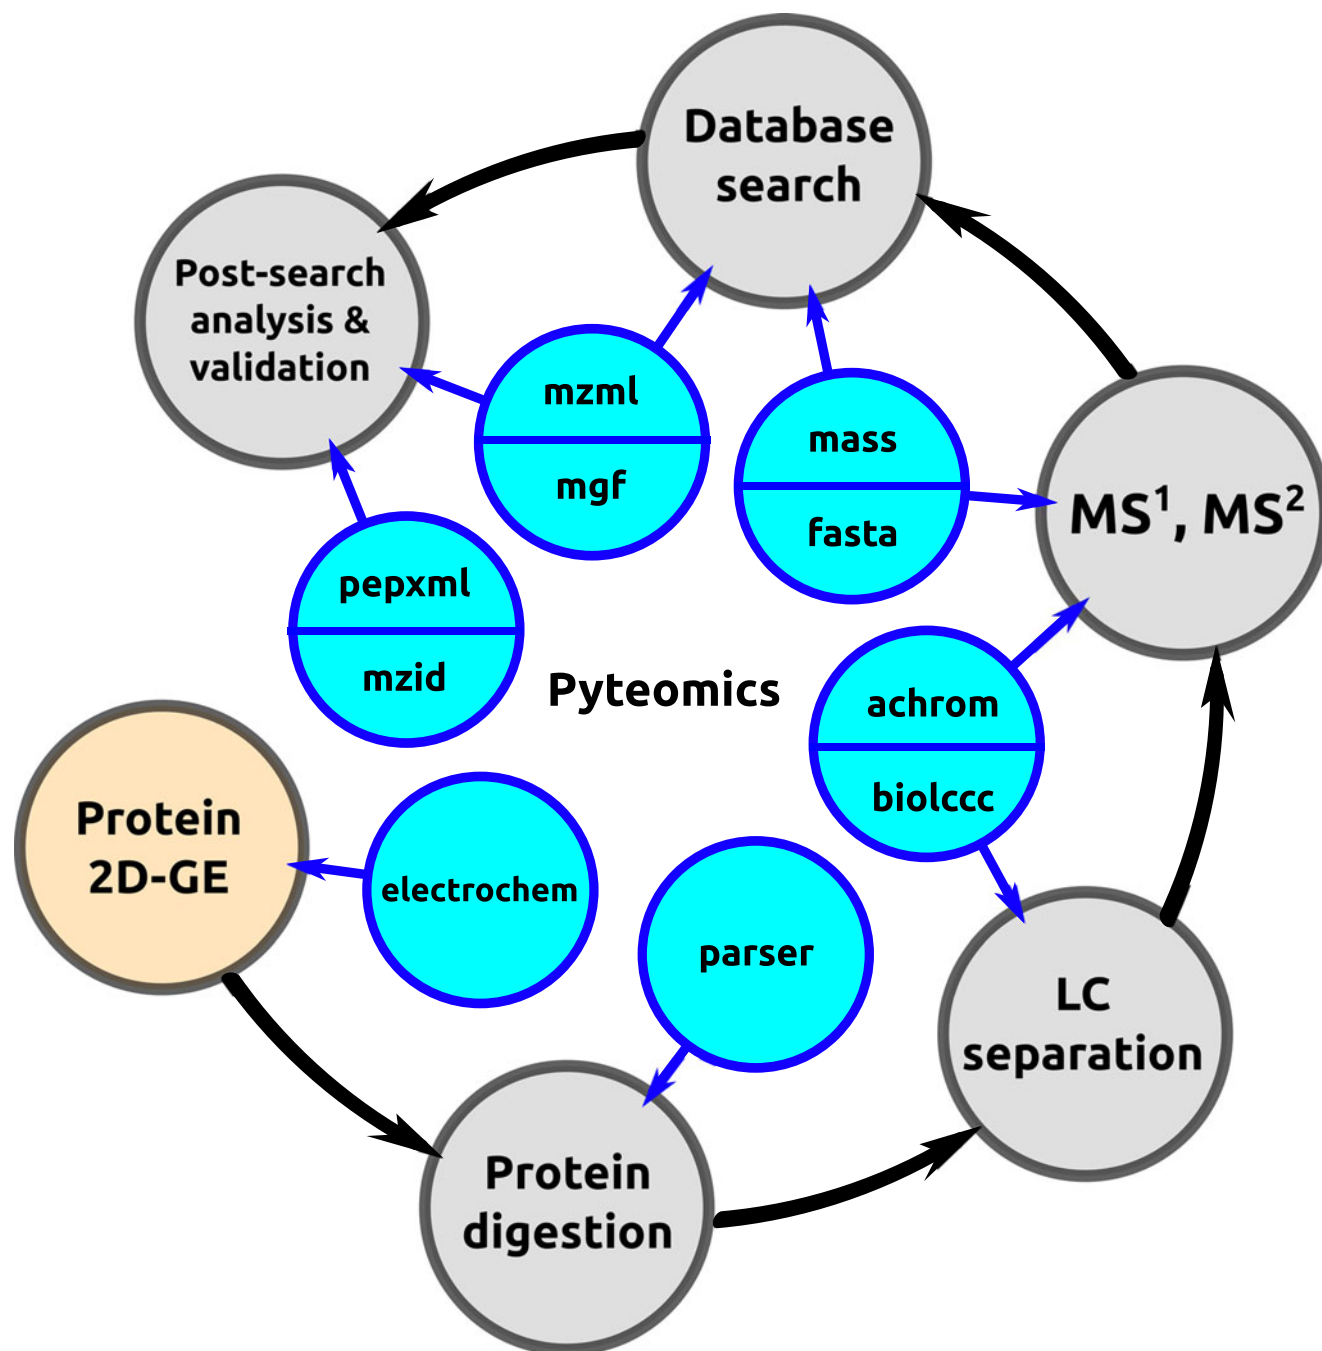 Database
search
Post-search
analysis &
validation
mzml
mgf
mass
fasta
MS¹, MS²
pepxml
mzid
Pyteomics
achrom
biolccc
Protein
2D-GE
electrochem
parser
LC
separation
Protein
digestion